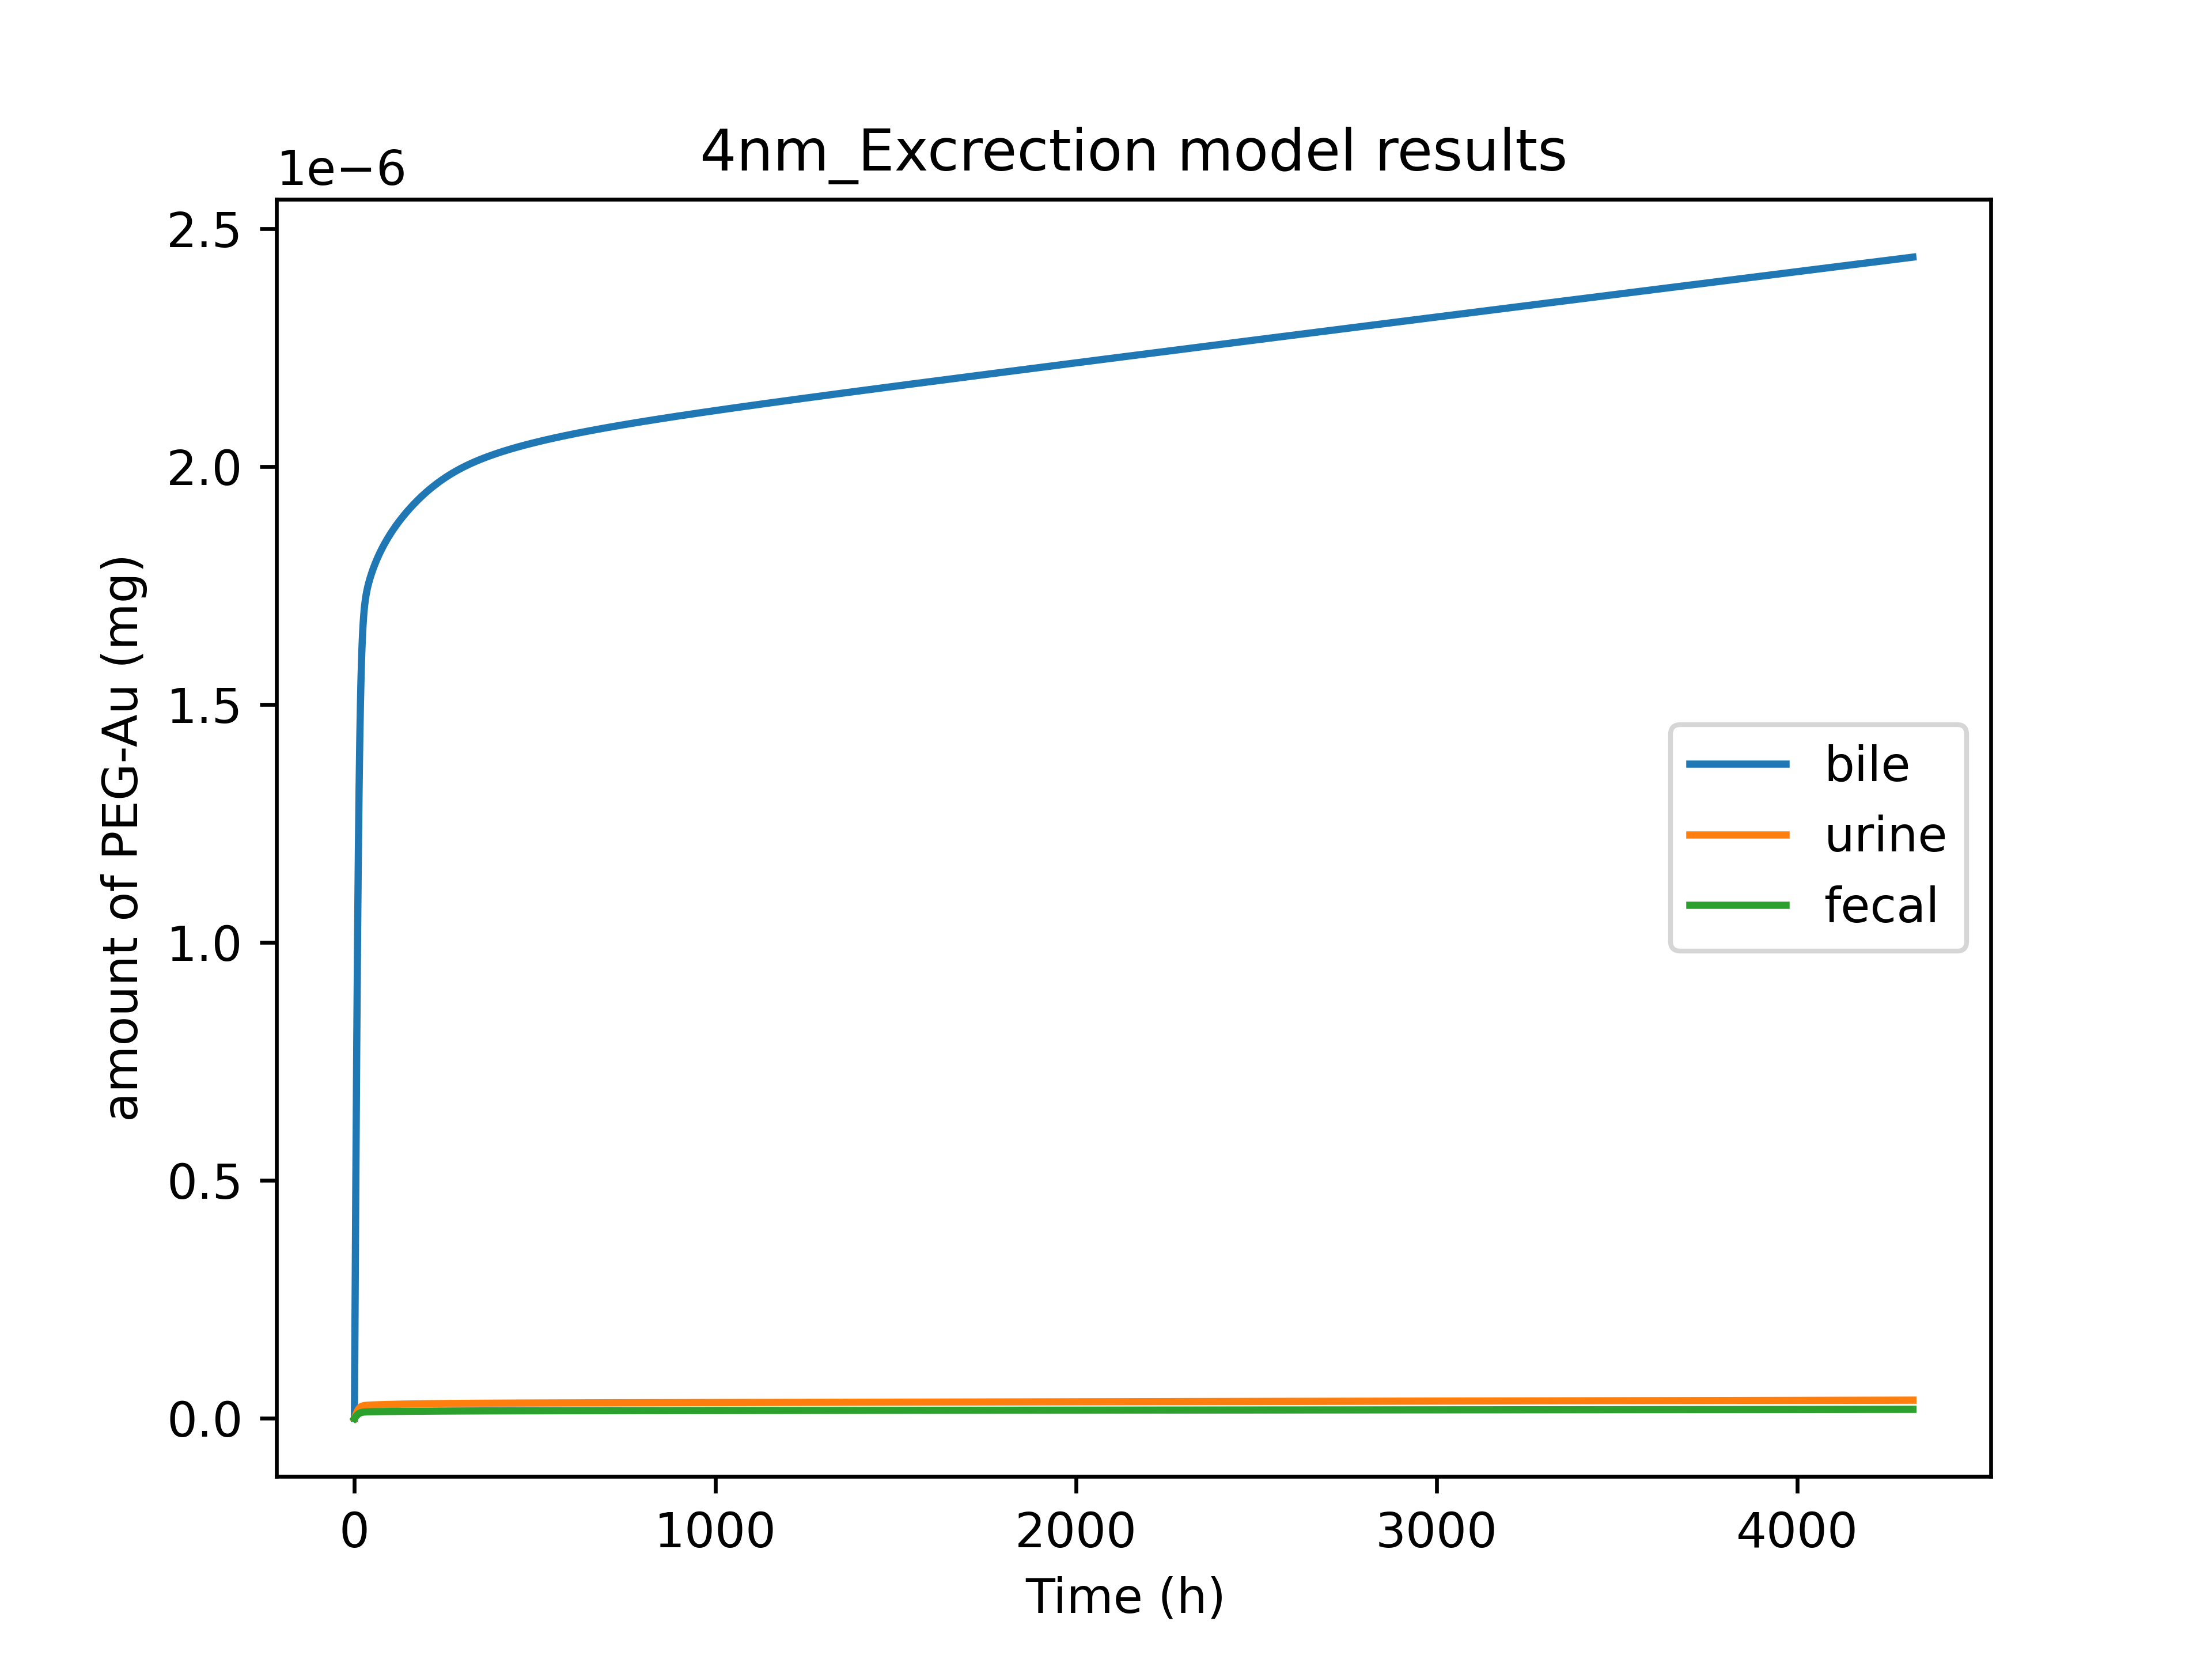 4nm_Excrection model results
1e−6
2.5
2.0
1.5
1.0
0.5
0.0
amount of PEG-Au (mg)
bile
urine
fecal
0 1000 2000 3000 4000
Time (h)